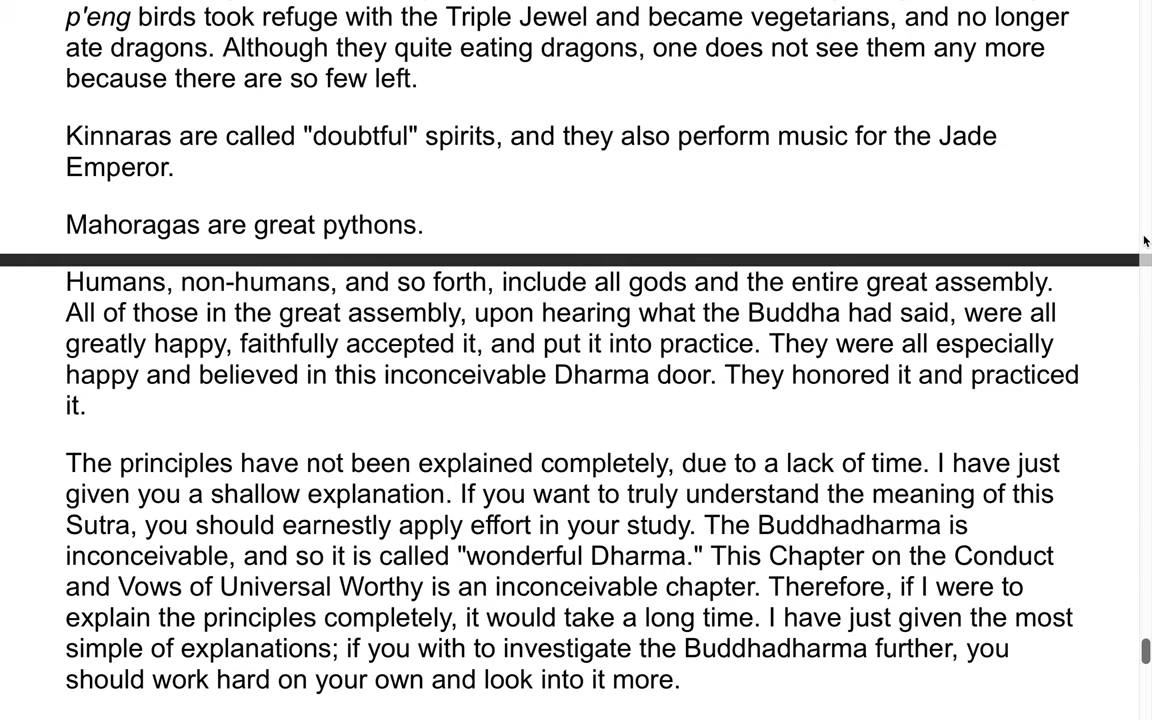 p'eng birds took refuge with the Triple Jewel and became vegetarians, and no longer
ate dragons. Although they quite eating dragons, one does not see them any more
because there are so few left.
Kinnaras are called "doubtful" spirits, and they also perform music for the Jade
Emperor.
Mahoragas are great pythons.
Humans, non-humans, and so forth, include all gods and the entire great assembly.
All of those in the great assembly, upon hearing what the Buddha had said, were all
greatly happy, faithfully accepted it, and put it into practice. They were all especially
happy and believed in this inconceivable Dharma door. They honored it and practiced
it.
The principles have not been explained completely, due to a lack of time. I have just
given you a shallow explanation. If you want to truly understand the meaning of this
Sutra, you should earnestly apply effort in your study. The Buddhadharma is
inconceivable, and so it is called "wonderful Dharma." This Chapter on the Conduct
and Vows of Universal Worthy is an inconceivable chapter. Therefore, if I were to
explain the principles completely, it would take a long time. I have just given the most
simple of explanations; if you with to investigate the Buddhadharma further, you
should work hard on your own and look into it more.